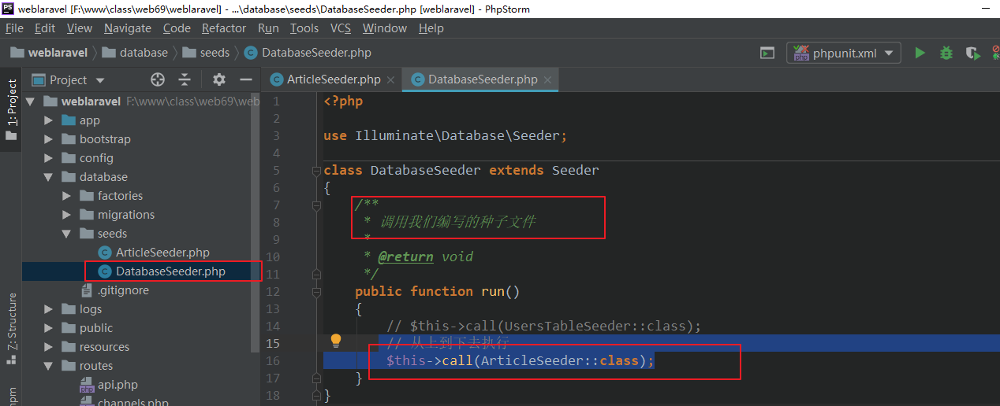 weblaravel [F:\www\class\web69\weblaravel] - ...\database\seeds\DatabaseSeeder.php [weblaravel] - PhpStorm
File Edit View Navigate Code Refactor Run Tools VCS Window Help
weblaravel database seeds DatabaseSeeder.php phpunit.xml
1: Project
Project
weblaravel F:\www\class\web69\web
app
bootstrap
config
database
factories
migrations
seeds
ArticleSeeder.php
DatabaseSeeder.php
.gitignore
logs
public
resources
routes
api.php
channels.php
7: Structure
npm
ArticleSeeder.php DatabaseSeeder.php
1 <?php
2
3 use Illuminate\Database\Seeder;
4
5 class DatabaseSeeder extends Seeder
6 {
7 /**
8 * 调用我们编写的种子文件
9 *
10 * @return void
11 */
12 public function run()
13 {
14 // $this->call(UsersTableSeeder::class);
15 // 从上到下去执行
16 $this->call(ArticleSeeder::class);
17 }
18 }